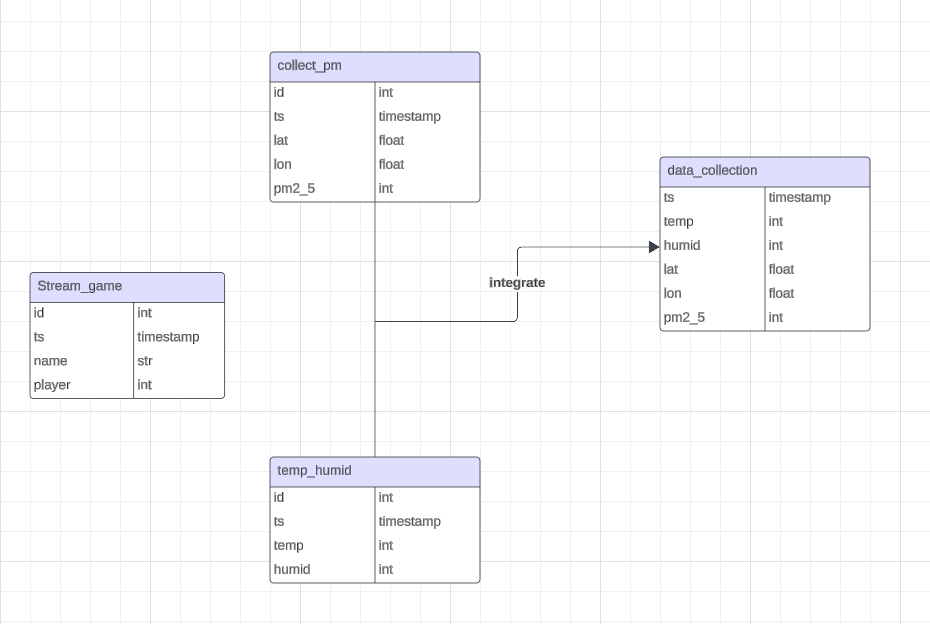 collect_pm
id int
ts timestamp
lat float
lon float
pm2_5 int
data_collection
ts timestamp
temp int
humid int
lat float
lon float
pm2_5 int
integrate
Stream_game
id int
ts timestamp
name str
player int
temp_humid
id int
ts timestamp
temp int
humid int